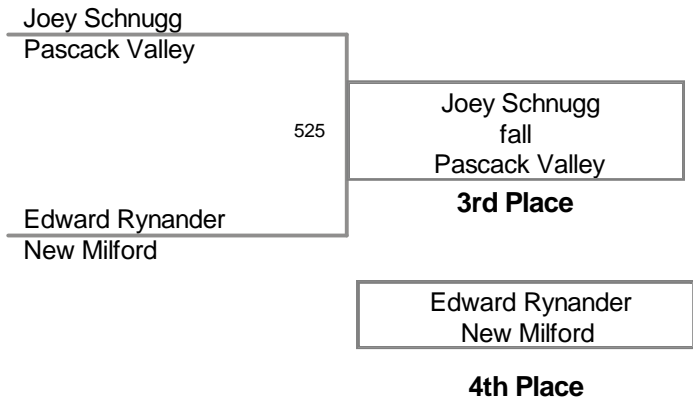 Joey Schnugg
Pascack Valley
525
Joey Schnugg
fall
Pascack Valley
3rd Place
Edward Rynander
New Milford
Edward Rynander
New Milford
4th Place